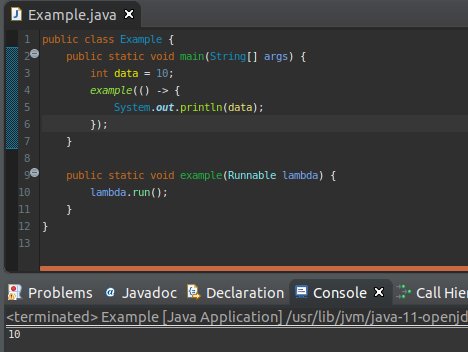 Example.java
1 public class Example {
2 public static void main(String[] args) {
3 int data = 10;
4 example(() -> {
5 System.out.println(data);
6 });
7 }
8
9 public static void example(Runnable lambda) {
10 lambda.run();
11 }
12 }
13
Problems @ Javadoc Declaration Console Call Hier
<terminated> Example [Java Application] /usr/lib/jvm/java-11-openjd
10